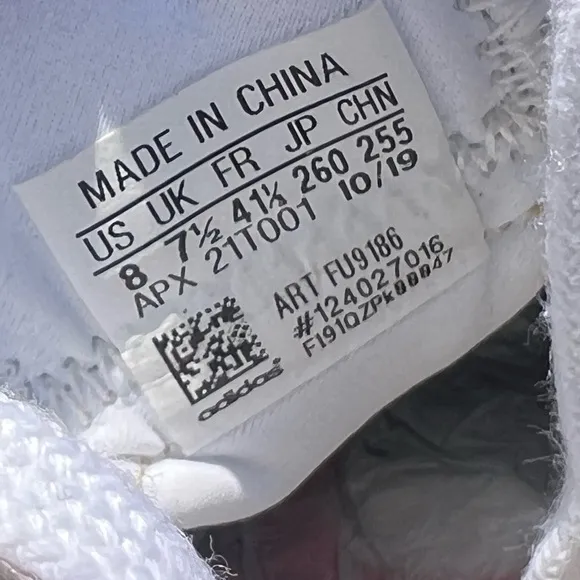 MADE IN CHINA
US UK FR JP CHN
8 7½ 41⅓ 260 255
APX 21T001 10/19
ART FU9186
#124027016
adidas